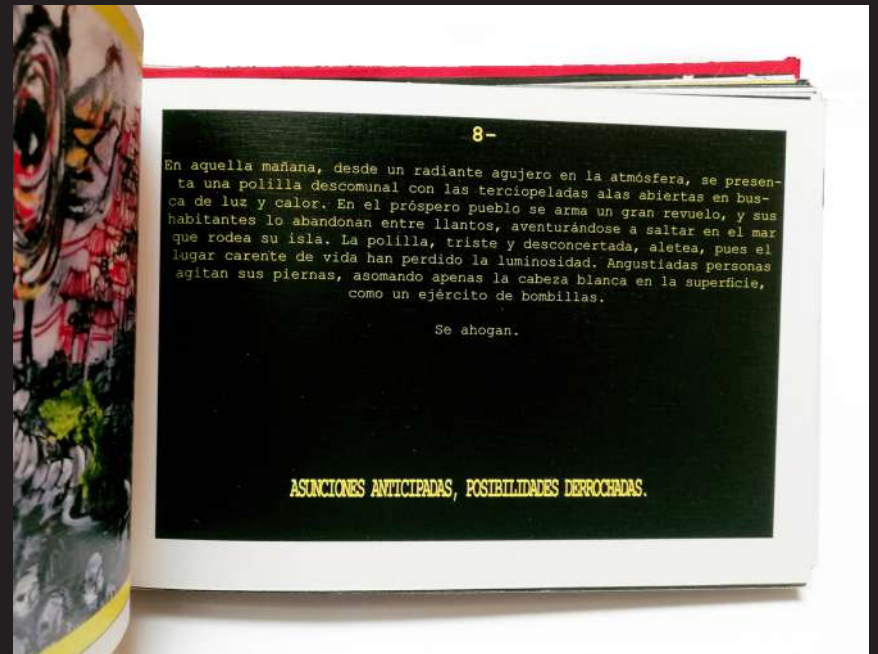 8-
En aquella mañana, desde un radiante agujero en la atmósfera, se presen-
ta una polilla descomunal con las terciopeladas alas abiertas en bus-
ca de luz y calor. En el próspero pueblo se arma un gran revuelo, y sus
habitantes lo abandonan entre llantos, aventurándose a saltar en el mar
que rodea su isla. La polilla, triste y desconcertada, aletea, pues el
lugar carente de vida han perdido la luminosidad. Angustiadas personas
agitan sus piernas, asomando apenas la cabeza blanca en la superficie,
como un ejército de bombillas.
Se ahogan.
ASUNCIONES ANTICIPADAS, POSIBILIDADES DERROCHADAS.